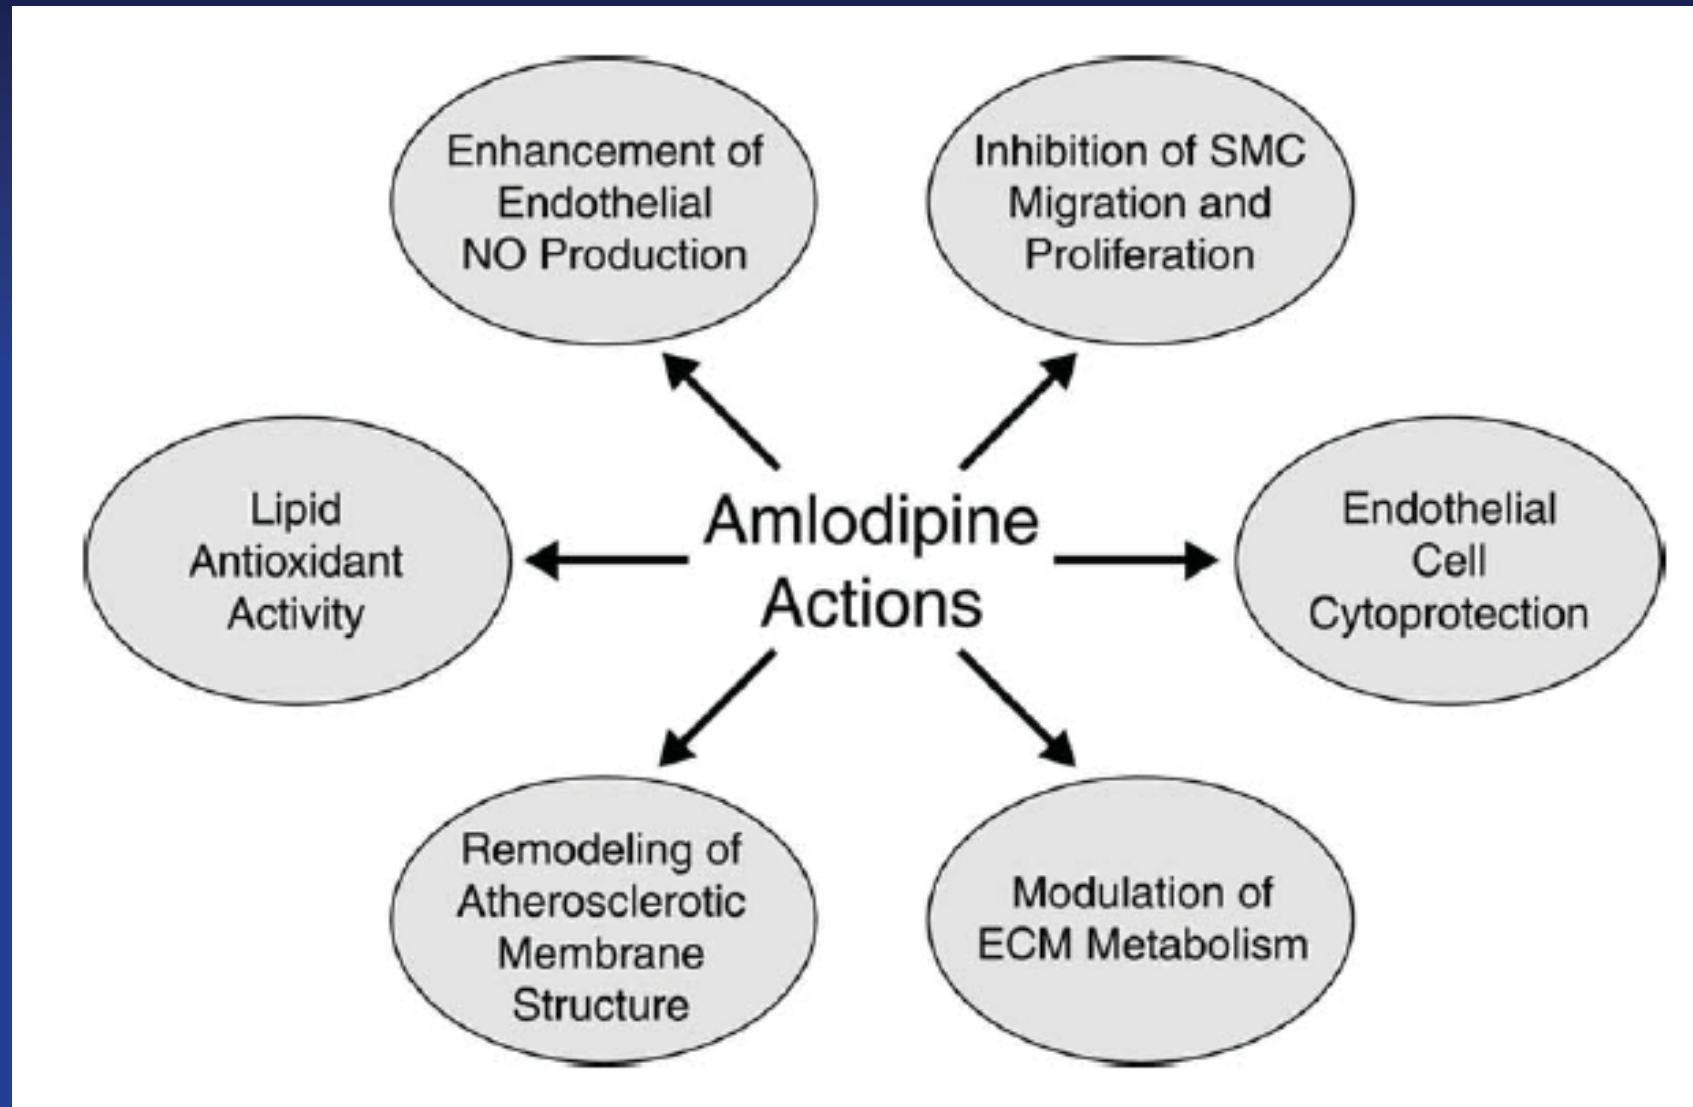 Enhancement of
Endothelial
NO Production
Inhibition of SMC
Migration and
Proliferation
Lipid
Antioxidant
Activity
Amlodipine
Actions
Endothelial
Cell
Cytoprotection
Remodeling of
Atherosclerotic
Membrane
Structure
Modulation of
ECM Metabolism